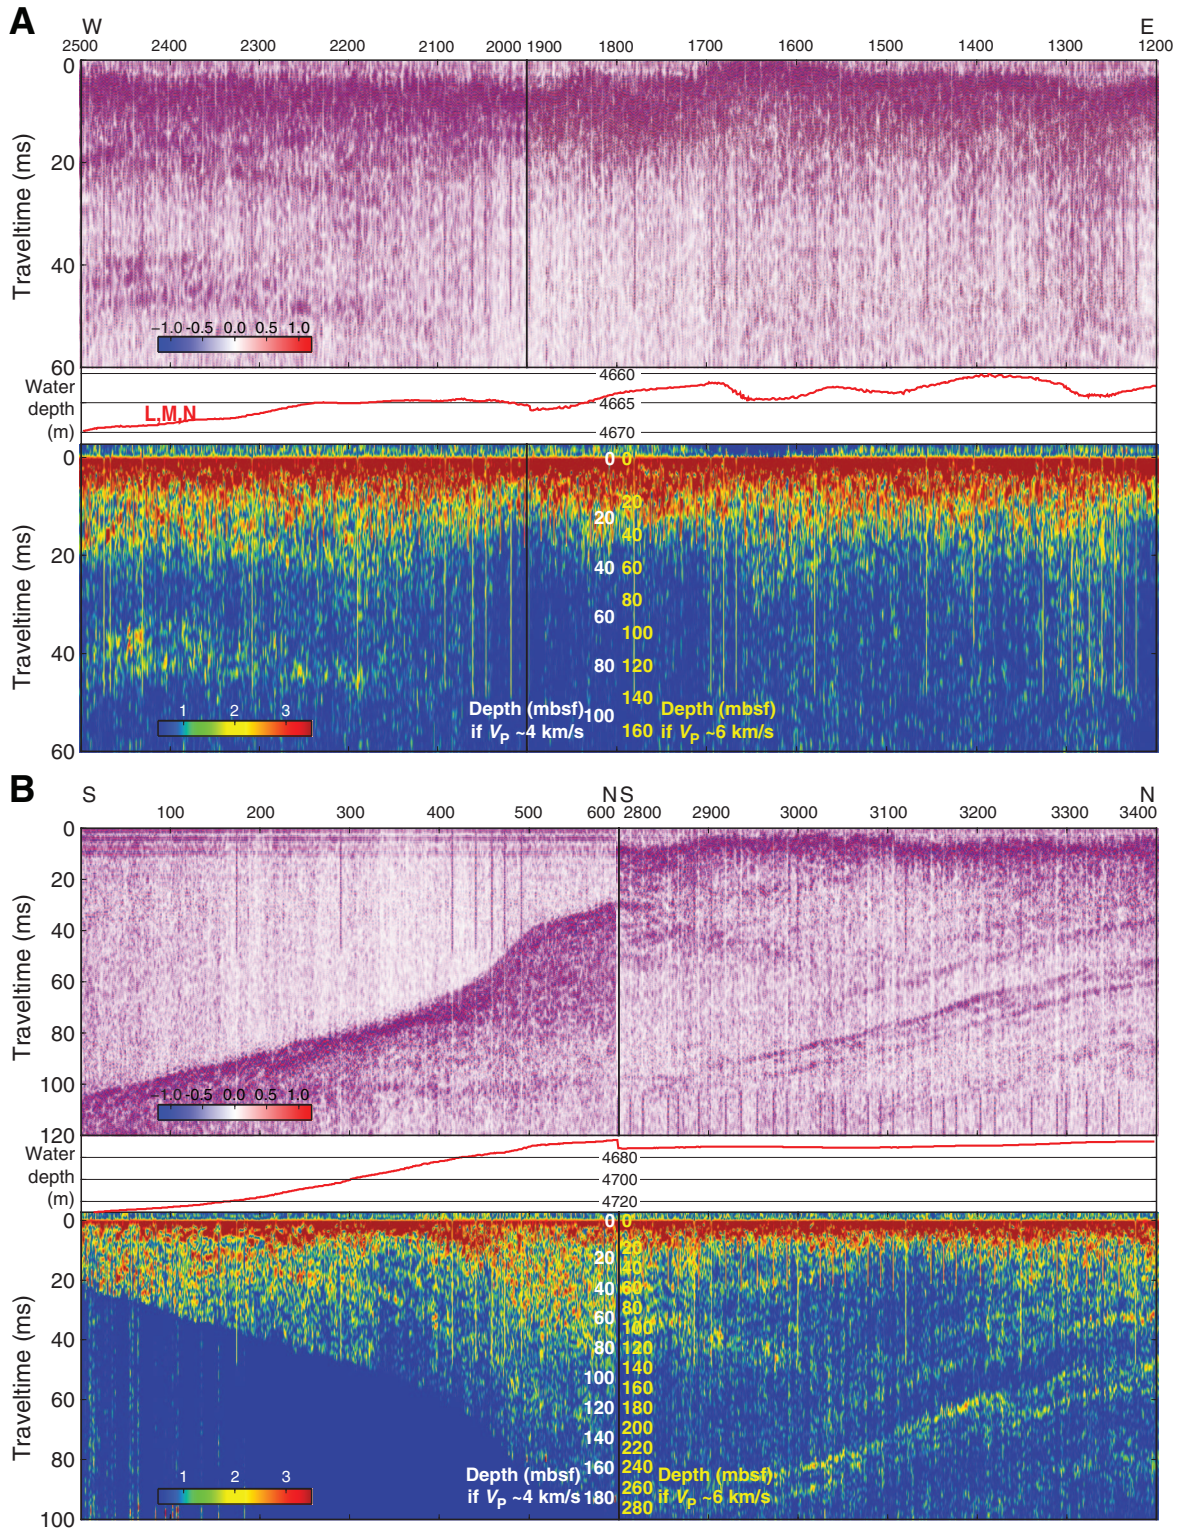 A
W E
2500 2400 2300 2200 2100 2000 1900 1800 1700 1600 1500 1400 1300 1200
0
20
40
60
Traveltime (ms)
−1.0 -0.5 0.0 0.5 1.0
Water
depth
(m)
4660
4665
4670
L,M,N
0
20
40
60
Traveltime (ms)
0 0
20 20
40 40
60 60
60 80
80 100
100 120
140
160
Depth (mbsf)
if VP ~4 km/s
Depth (mbsf)
if VP ~6 km/s
1 2 3
B
S N S N
100 200 300 400 500 600 2800 2900 3000 3100 3200 3300 3400
0
20
40
60
80
100
120
Traveltime (ms)
−1.0 -0.5 0.0 0.5 1.0
Water
depth
(m)
4680
4700
4720
0
20
40
60
80
100
Traveltime (ms)
0 0
20 20
40 40
60 60
80 80
100 100
120 120
140 140
160 160
180 180
200
220
240
260
280
Depth (mbsf)
if VP ~4 km/s
Depth (mbsf)
if VP ~6 km/s
1 2 3